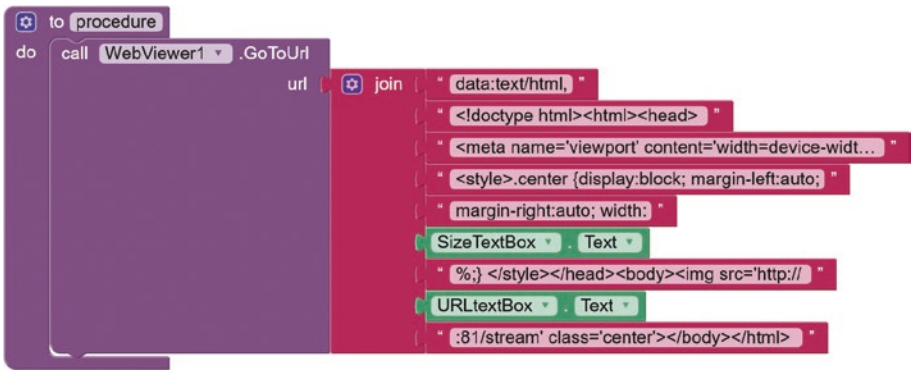 to procedure
do call WebViewer1 .GoToUrl
url join " data:text/html, "
" <!doctype html><html><head> "
" <meta name='viewport' content='width=device-widt... "
" <style>.center {display:block; margin-left:auto; "
" margin-right:auto; width: "
SizeTextBox . Text
" %;} </style></head><body><img src='http:// "
URLtextBox . Text
" :81/stream' class='center'></body></html> "